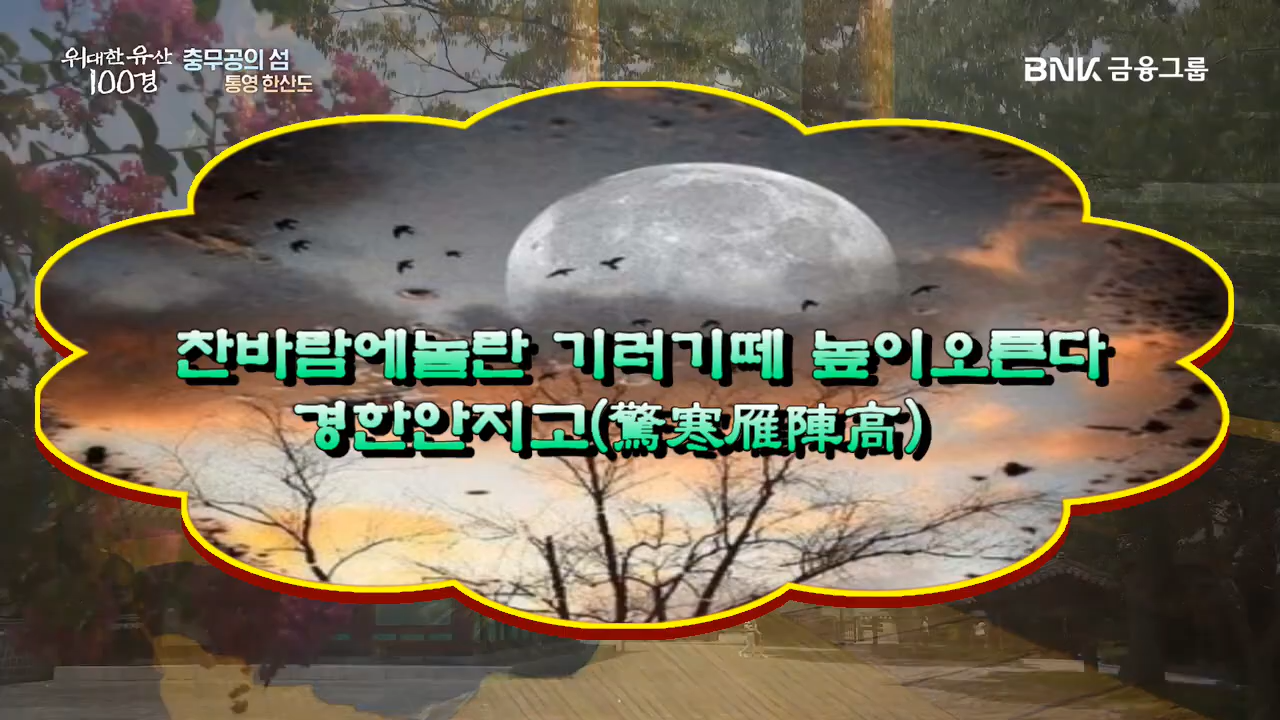 위대한 유산
100경
충무공의 섬
통영 한산도
BNK 금융그룹
찬바람에놀란 기러기떼 높이오른다
경한안지고(驚寒雁陣高)